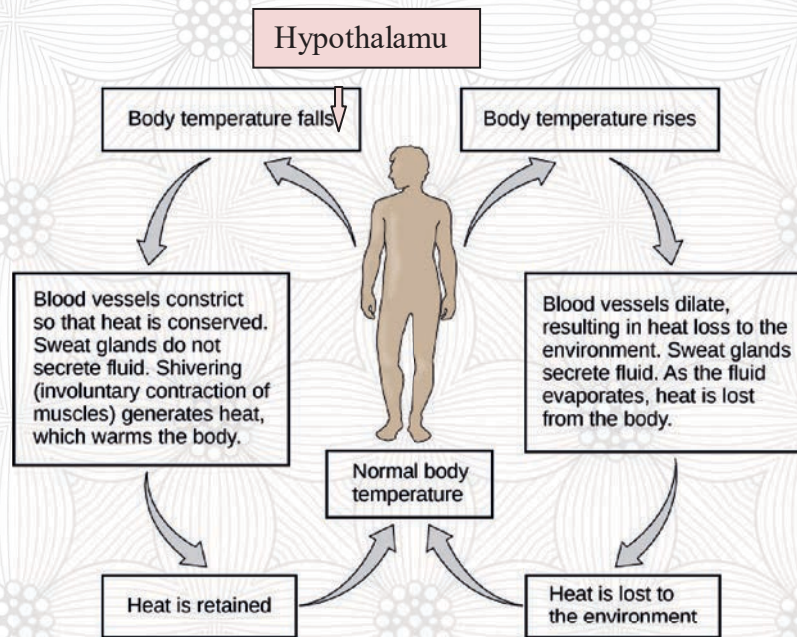 Hypothalamu
Body temperature falls
Body temperature rises
Blood vessels constrict
so that heat is conserved.
Sweat glands do not
secrete fluid. Shivering
(involuntary contraction of
muscles) generates heat,
which warms the body.
Blood vessels dilate,
resulting in heat loss to the
environment. Sweat glands
secrete fluid. As the fluid
evaporates, heat is lost
from the body.
Normal body
temperature
Heat is retained
Heat is lost to
the environment